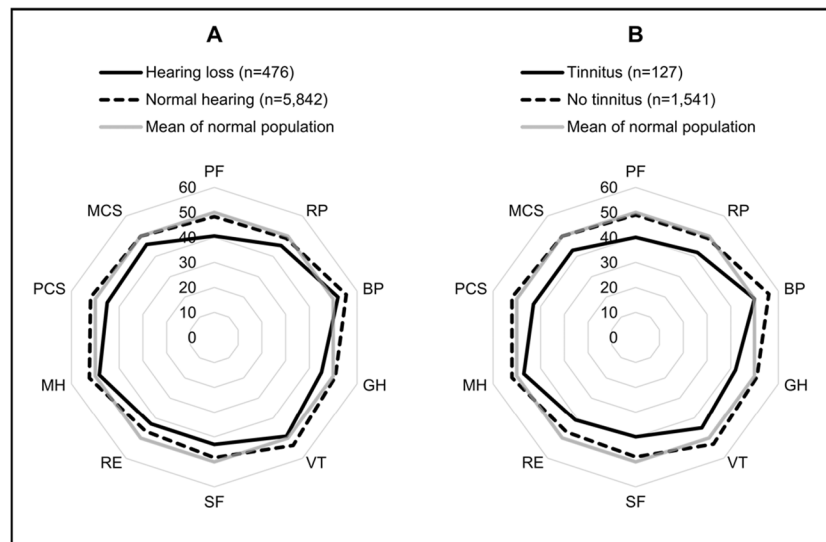 A
Hearing loss (n=476)
Normal hearing (n=5,842)
Mean of normal population
PF
60
50
40
30
20
10
0
RP
BP
GH
VT
SF
RE
MH
PCS
MCS
B
Tinnitus (n=127)
No tinnitus (n=1,541)
Mean of normal population
PF
60
50
40
30
20
10
0
RP
BP
GH
VT
SF
RE
MH
PCS
MCS